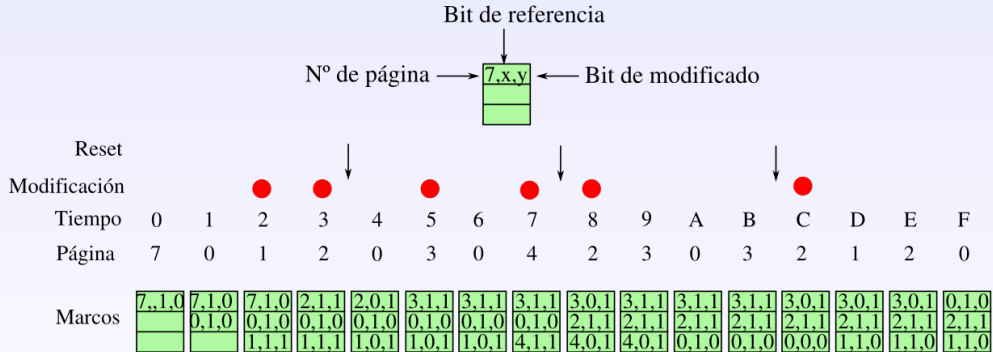 Bit de referencia
Nº de página
7,x,y
Bit de modificado
Reset
Modificación
Tiempo 0 1 2 3 4 5 6 7 8 9 A B C D E F
Página 7 0 1 2 0 3 0 4 2 3 0 3 2 1 2 0
7,,1,0 7,1,0 7,1,0 2,1,1 2,0,1 3,1,1 3,1,1 3,1,1 3,0,1 3,1,1 3,1,1 3,1,1 3,0,1 3,0,1 3,0,1 0,1,0
Marcos 0,1,0 0,1,0 0,1,0 0,1,0 0,1,0 0,1,0 0,1,0 2,1,1 2,1,1 2,1,1 2,1,1 2,1,1 2,1,1 2,1,1 2,1,1
1,1,1 1,1,1 1,0,1 1,0,1 1,0,1 4,1,1 4,0,1 4,0,1 0,1,0 0,1,0 0,0,0 1,1,0 1,1,0 1,1,0